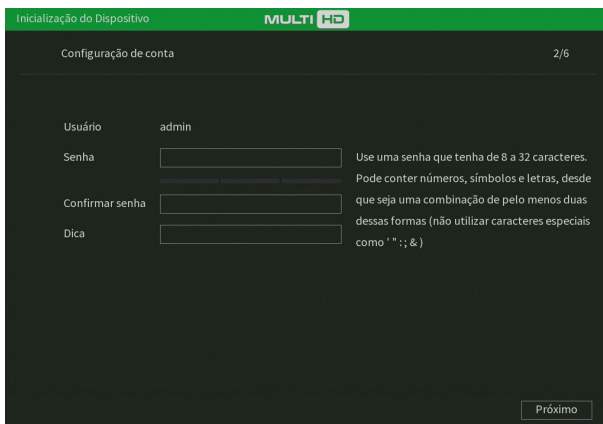 Inicialização do Dispositivo
MULTI HD
Configuração de conta
2/6
Usuário
admin
Senha
Use uma senha que tenha de 8 a 32 caracteres.
Pode conter números, símbolos e letras, desde
Confirmar senha
que seja uma combinação de pelo menos duas
dessas formas (não utilizar caracteres especiais
Dica
como ' " : ; & )
Próximo